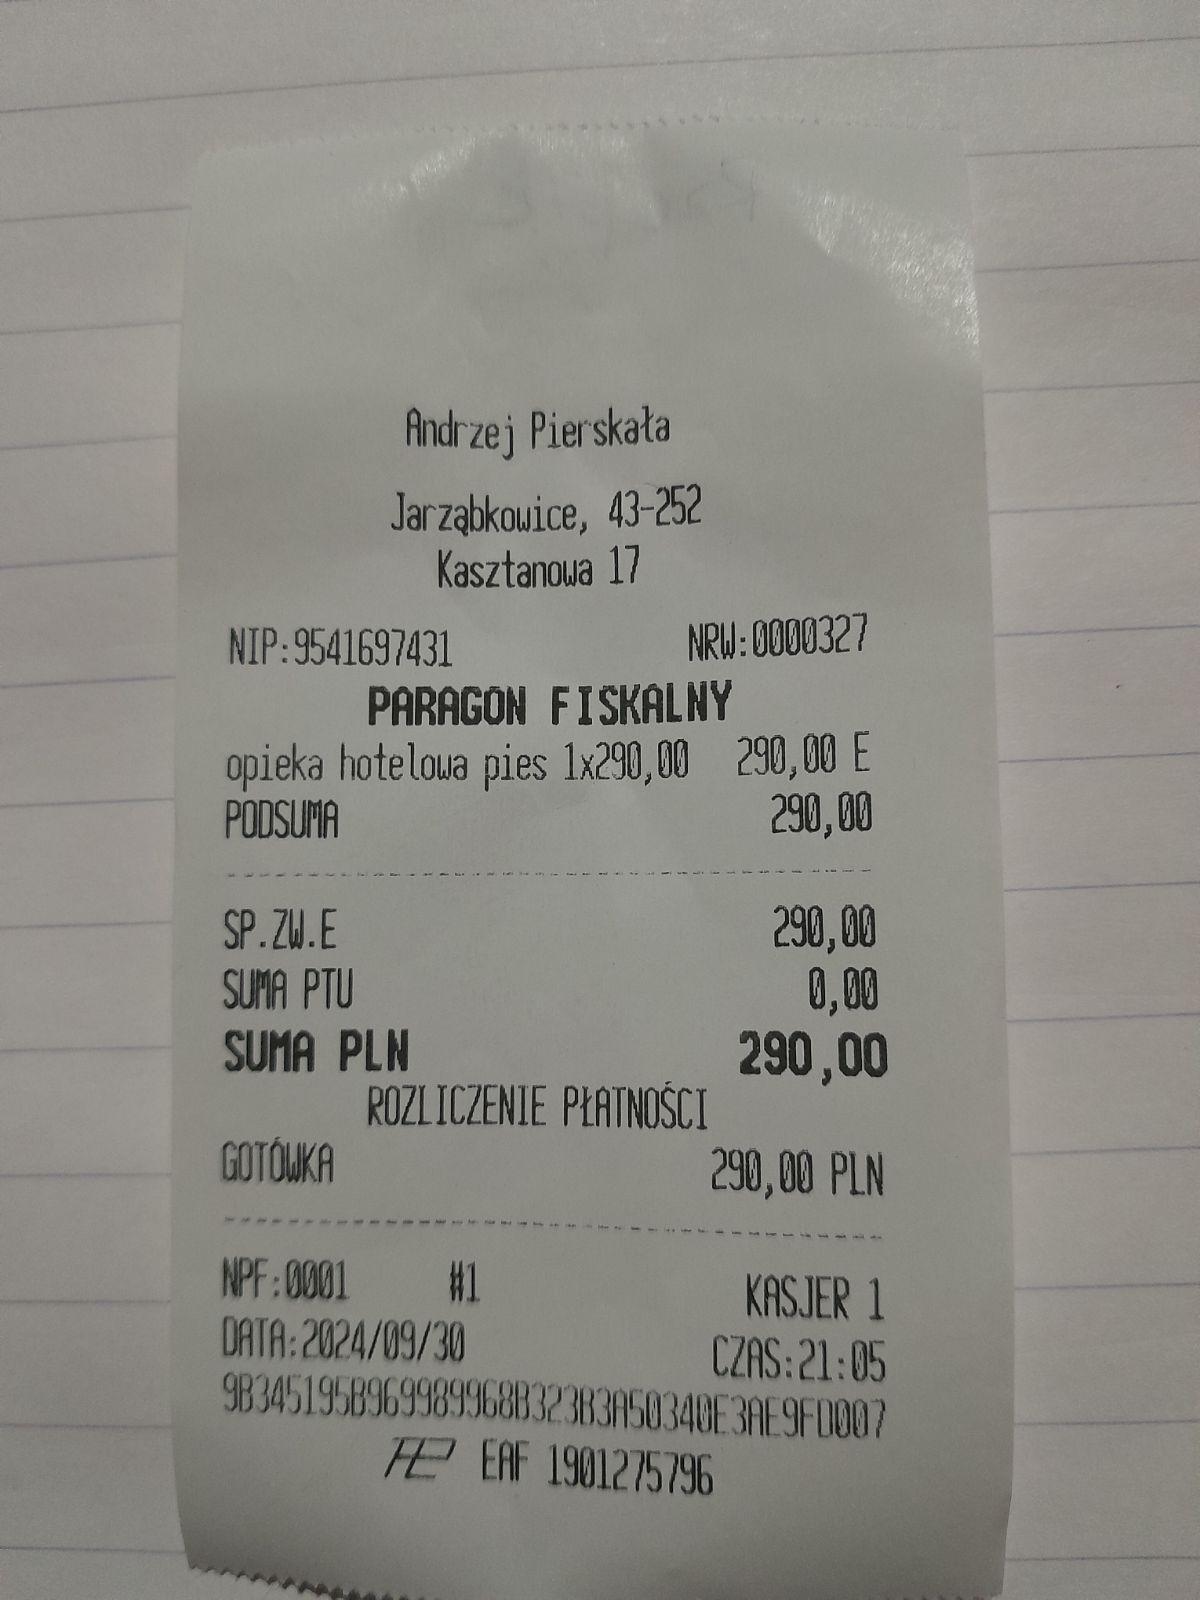 Andrzej Pierskała
Jarząbkowice, 43-252
Kasztanowa 17
NIP:9541697431 NRW:0000327
PARAGON FISKALNY
opieka hotelowa pies 1x290,00 290,00 E
PODSUMA 290,00
SP.ZW.E 290,00
SUMA PTU 0,00
SUMA PLN 290,00
ROZLICZENIE PŁATNOŚCI
GOTÓWKA 290,00 PLN
NPF:0001 #1 KASJER 1
DATA:2024/09/30 CZAS:21:05
9B345195B969989968B323B3A50340E3AE9FD007
EAF 1901275796